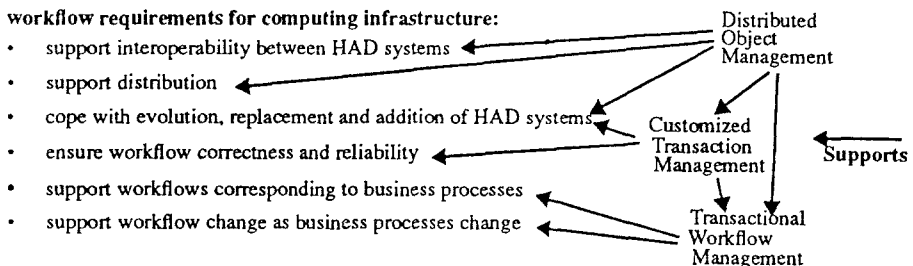 workflow requirements for computing infrastructure:
• support interoperability between HAD systems
• support distribution
• cope with evolution, replacement and addition of HAD systems
• ensure workflow correctness and reliability
• support workflows corresponding to business processes
• support workflow change as business processes change
Distributed
Object
Management
Customized
Transaction
Management
Supports
Transactional
Workflow
Management